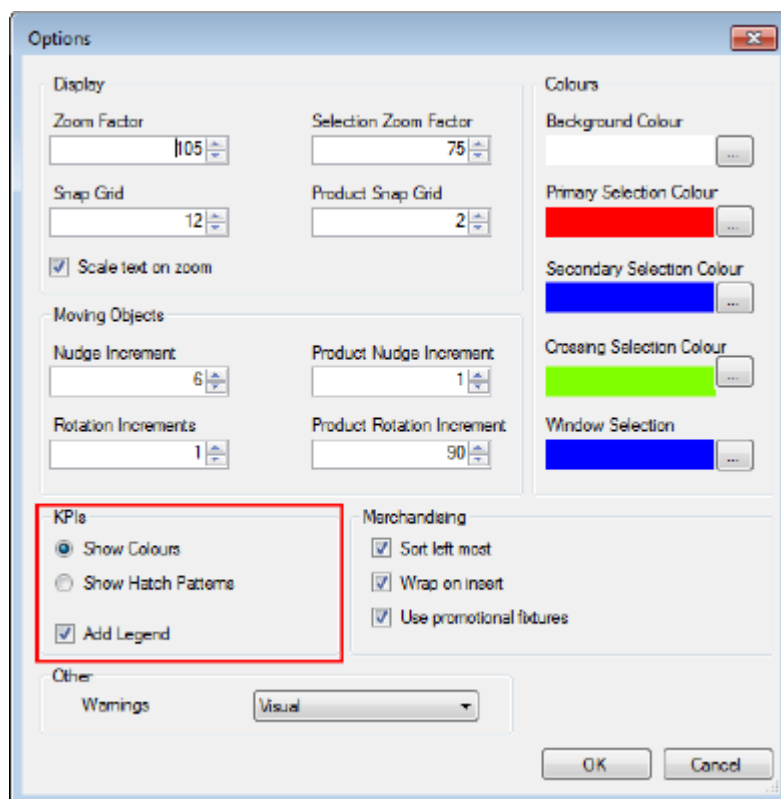 Options
Display
Zoom Factor
Selection Zoom Factor
105
75
Snap Grid
Product Snap Grid
12
2
Scale text on zoom
Moving Objects
Nudge Increment
Product Nudge Increment
6
1
Rotation Increments
Product Rotation Increment
1
90
Colours
Background Colour
...
Primary Selection Colour
...
Secondary Selection Colour
...
Crossing Selection Colour
...
Window Selection
...
KPIs
Show Colours
Show Hatch Patterns
Add Legend
Merchandising
Sort left most
Wrap on insert
Use promotional fixtures
Other
Warnings
Visual
OK
Cancel